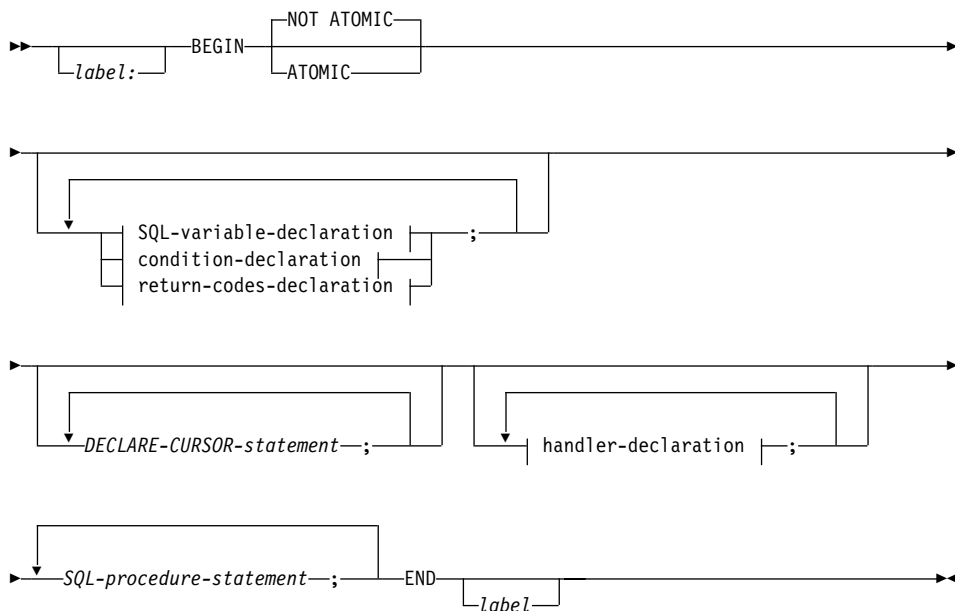 NOT ATOMIC
label: BEGIN
ATOMIC
SQL-variable-declaration ;
condition-declaration
return-codes-declaration
DECLARE-CURSOR-statement ; handler-declaration ;
SQL-procedure-statement ; END
label